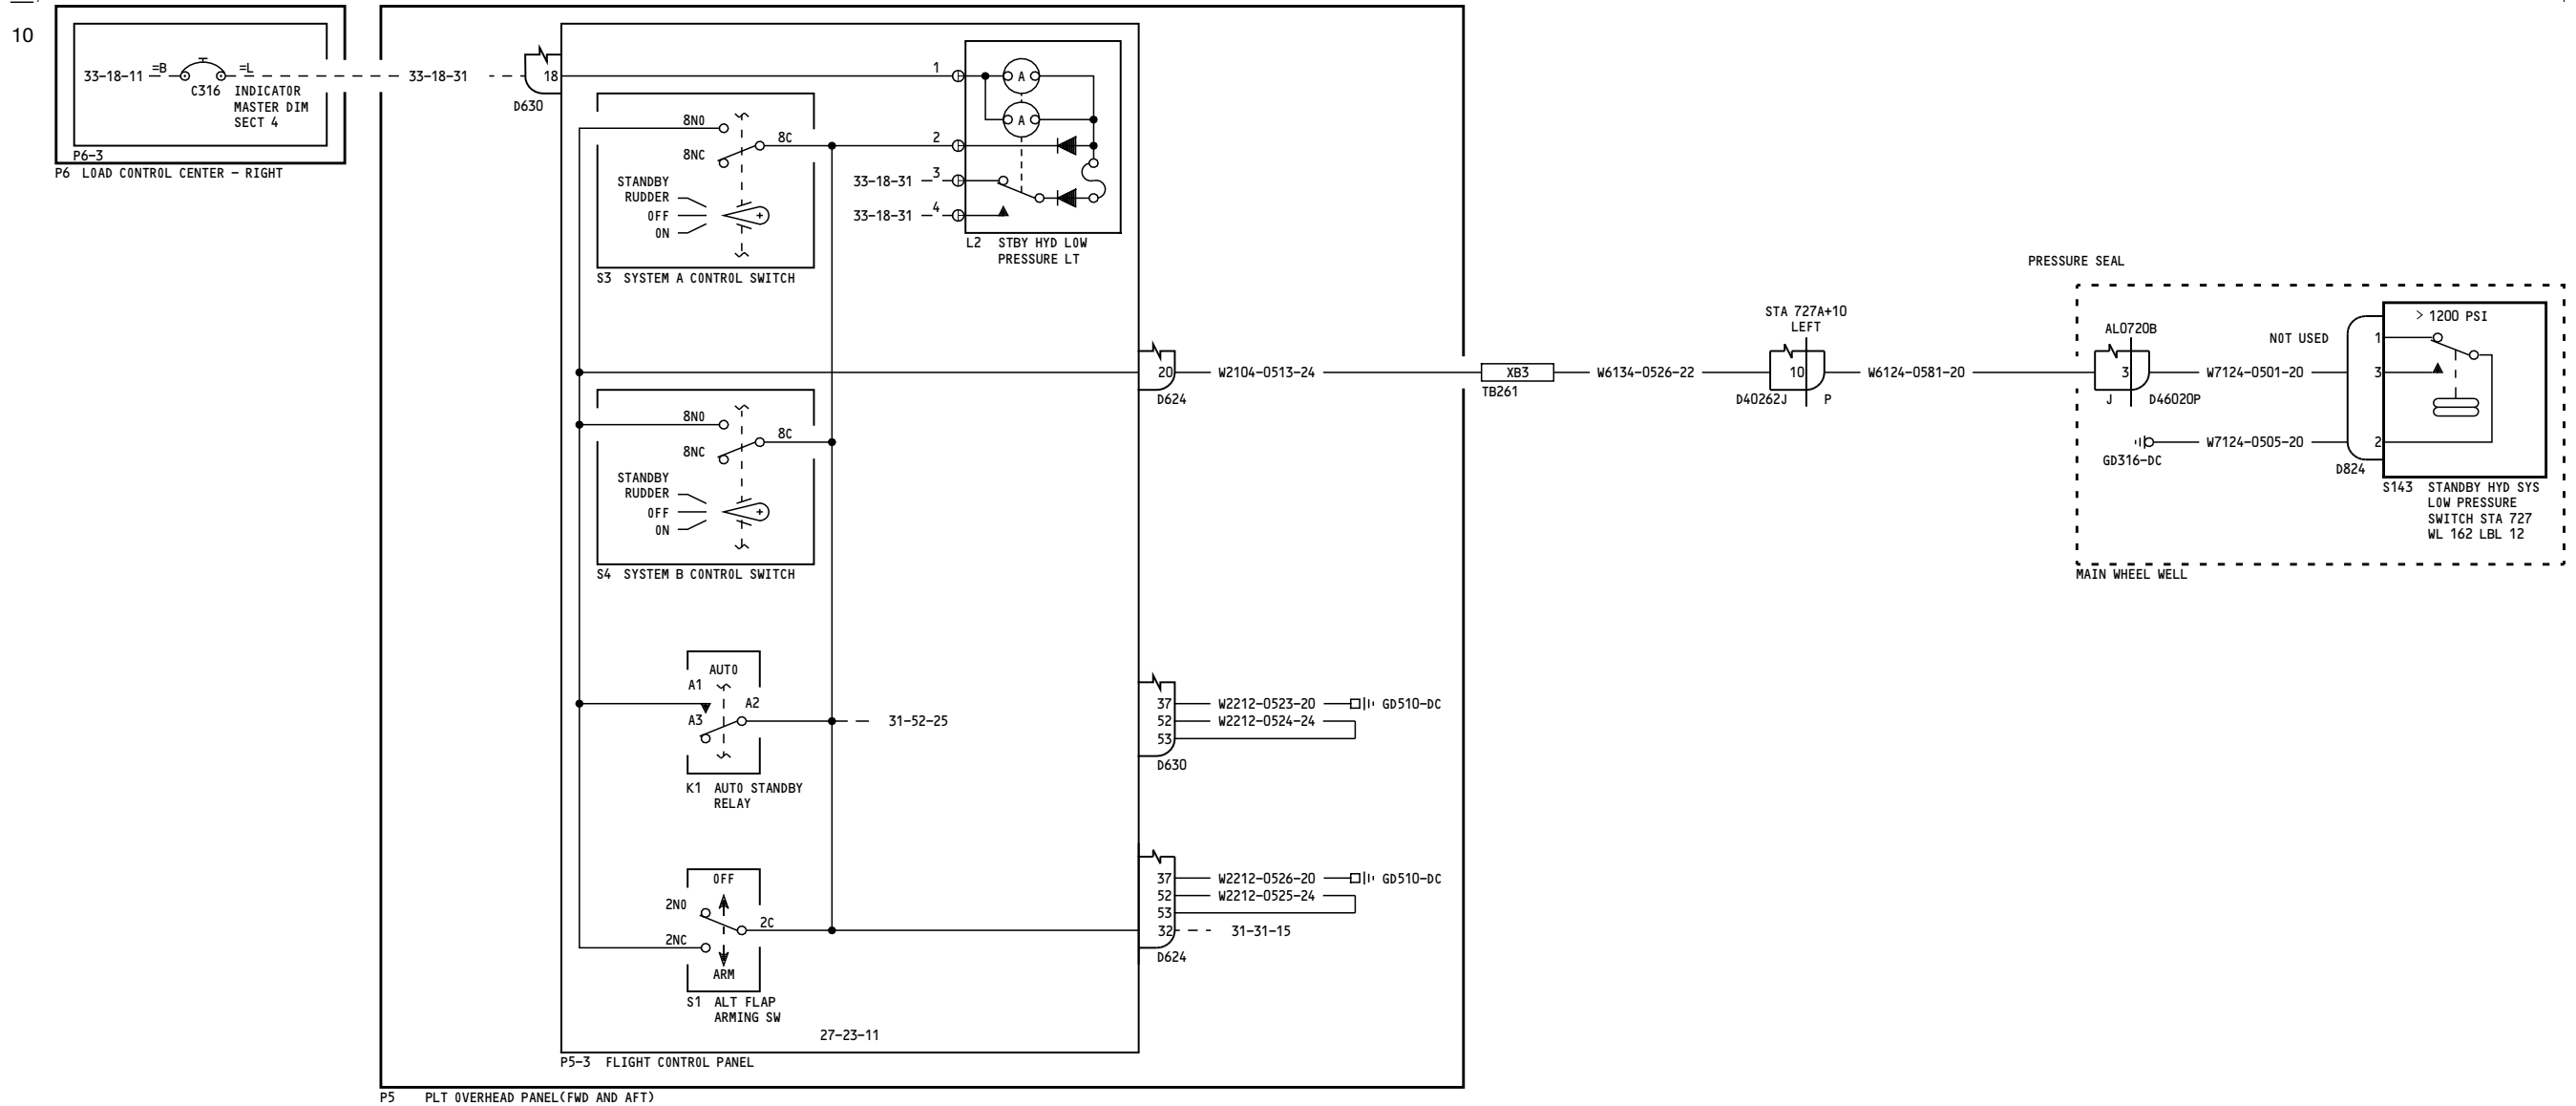 10
33-18-11
=B
=L
C316
INDICATOR
MASTER DIM
SECT 4
P6-3
P6 LOAD CONTROL CENTER - RIGHT
33-18-31
18
D630
8NO
8NC
8C
STANDBY
RUDDER
OFF
ON
S3 SYSTEM A CONTROL SWITCH
1
2
33-18-31
3
33-18-31
4
A
A
L2 STBY HYD LOW
PRESSURE LT
20
D624
W2104-0513-24
XB3
TB261
W6134-0526-22
STA 727A+10
LEFT
10
D40262J
P
W6124-0581-20
PRESSURE SEAL
AL0720B
3
J
D46020P
NOT USED
W7124-0501-20
GD316-DC
W7124-0505-20
1
3
2
D824
> 1200 PSI
S143 STANDBY HYD SYS
LOW PRESSURE
SWITCH STA 727
WL 162 LBL 12
MAIN WHEEL WELL
8NO
8NC
8C
STANDBY
RUDDER
OFF
ON
S4 SYSTEM B CONTROL SWITCH
AUTO
A1
A2
A3
31-52-25
K1 AUTO STANDBY
RELAY
37
W2212-0523-20
GD510-DC
52
W2212-0524-24
53
D630
OFF
2NO
2C
2NC
ARM
S1 ALT FLAP
ARMING SW
37
W2212-0526-20
GD510-DC
52
W2212-0525-24
53
32
31-31-15
D624
27-23-11
P5-3 FLIGHT CONTROL PANEL
P5 PLT OVERHEAD PANEL(FWD AND AFT)